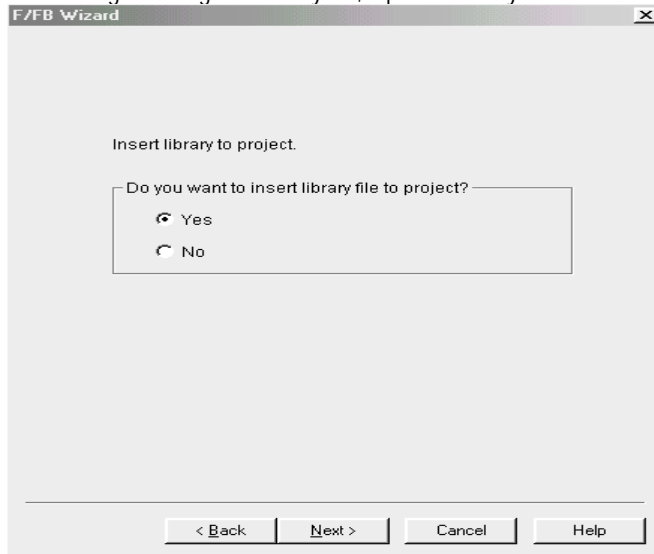 F/FB Wizard
Insert library to project.
Do you want to insert library file to project?
Yes
No
< Back Next > Cancel Help